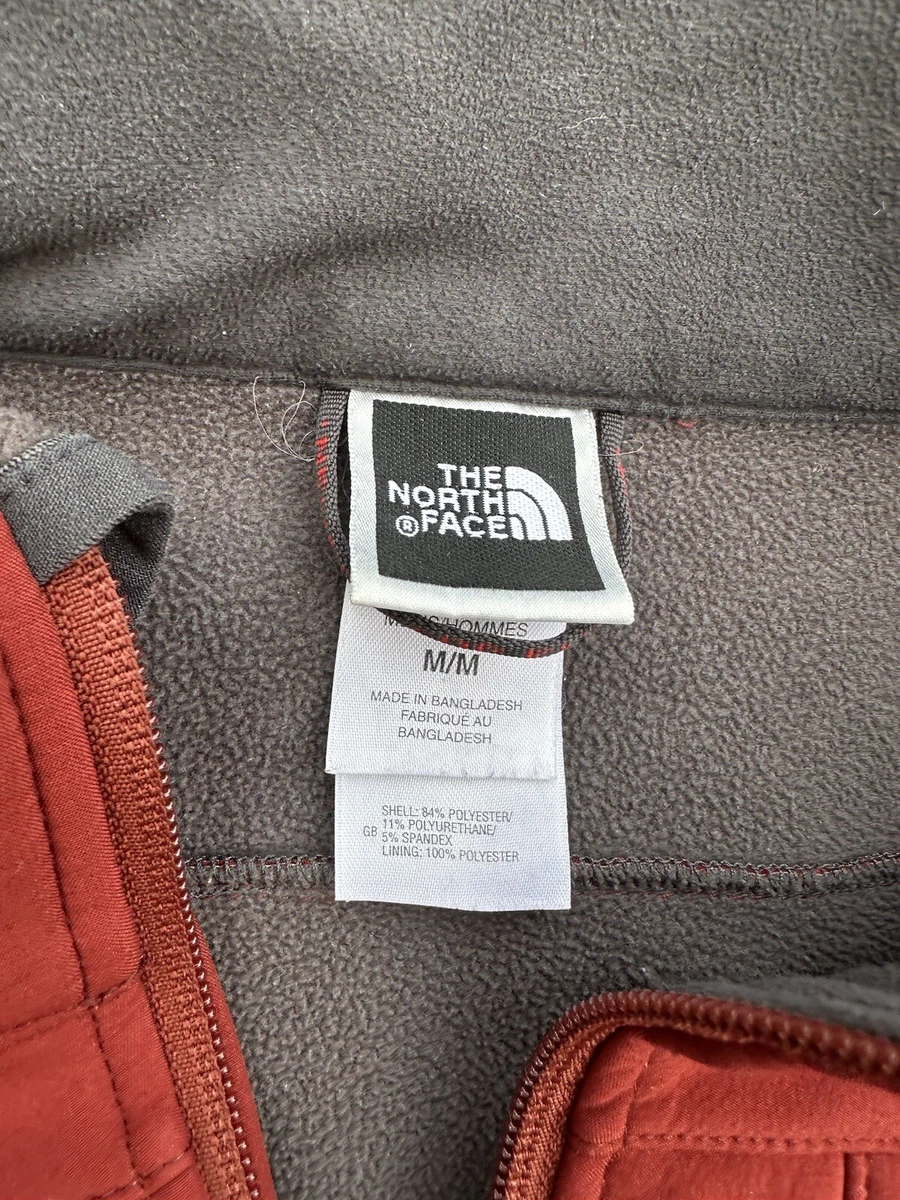 THE
NORTH
® FACE
/HOMMES
M/M
MADE IN BANGLADESH
FABRIQUÉ AU
BANGLADESH
SHELL: 84% POLYESTER/
11% POLYURETHANE/
GB 5% SPANDEX
LINING: 100% POLYESTER